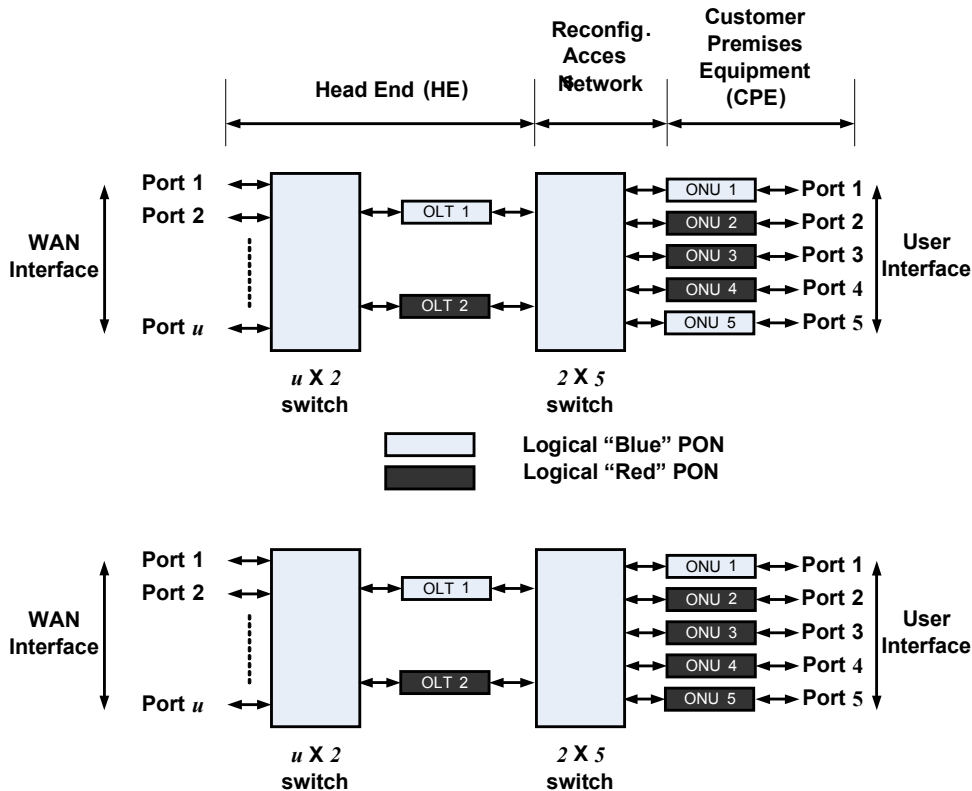 Reconfig.
Acces
s
Network
Customer
Premises
Equipment
(CPE)
Head End (HE)
WAN
Interface
Port 1
Port 2
Port u
OLT 1
OLT 2
ONU 1
ONU 2
ONU 3
ONU 4
ONU 5
Port 1
Port 2
Port 3
Port 4
Port 5
User
Interface
u X 2
switch
2 X 5
switch
Logical “Blue” PON
Logical “Red” PON
WAN
Interface
Port 1
Port 2
Port u
OLT 1
OLT 2
ONU 1
ONU 2
ONU 3
ONU 4
ONU 5
Port 1
Port 2
Port 3
Port 4
Port 5
User
Interface
u X 2
switch
2 X 5
switch